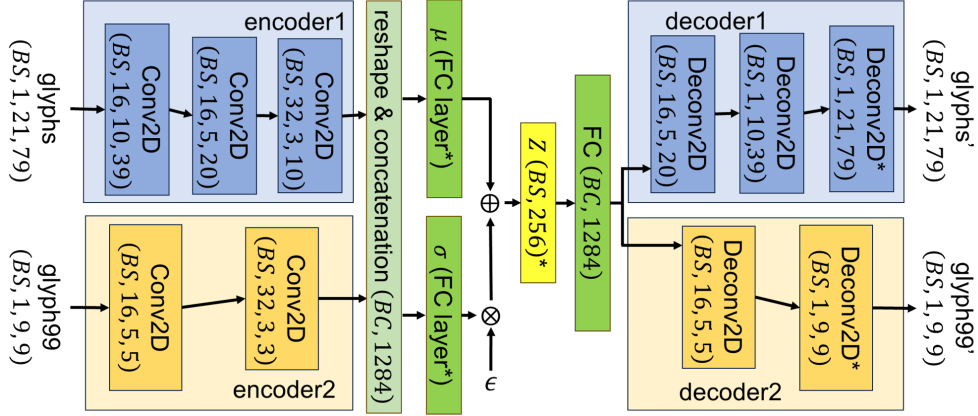 glyphs
(BS, 1, 21, 79)
encoder1
Conv2D
(BS, 16, 10, 39)
Conv2D
(BS, 16, 5, 20)
Conv2D
(BS, 32, 3, 10)
glyph99
(BS, 1, 9, 9)
Conv2D
(BS, 16, 5, 5)
Conv2D
(BS, 32, 3, 3)
encoder2
reshape & concatenation (BC, 1284)
μ (FC layer*)
σ (FC layer*)
⊕
⊗
ϵ
Z (BS, 256)*
FC (BC, 1284)
decoder1
Deconv2D
(BS, 16, 5, 20)
Deconv2D
(BS, 1, 10, 39)
Deconv2D*
(BS, 1, 21, 79)
glyphs'
(BS, 1, 21, 79)
Deconv2D
(BS, 16, 5, 5)
Deconv2D*
(BS, 1, 9, 9)
decoder2
glyph99'
(BS, 1, 9, 9)